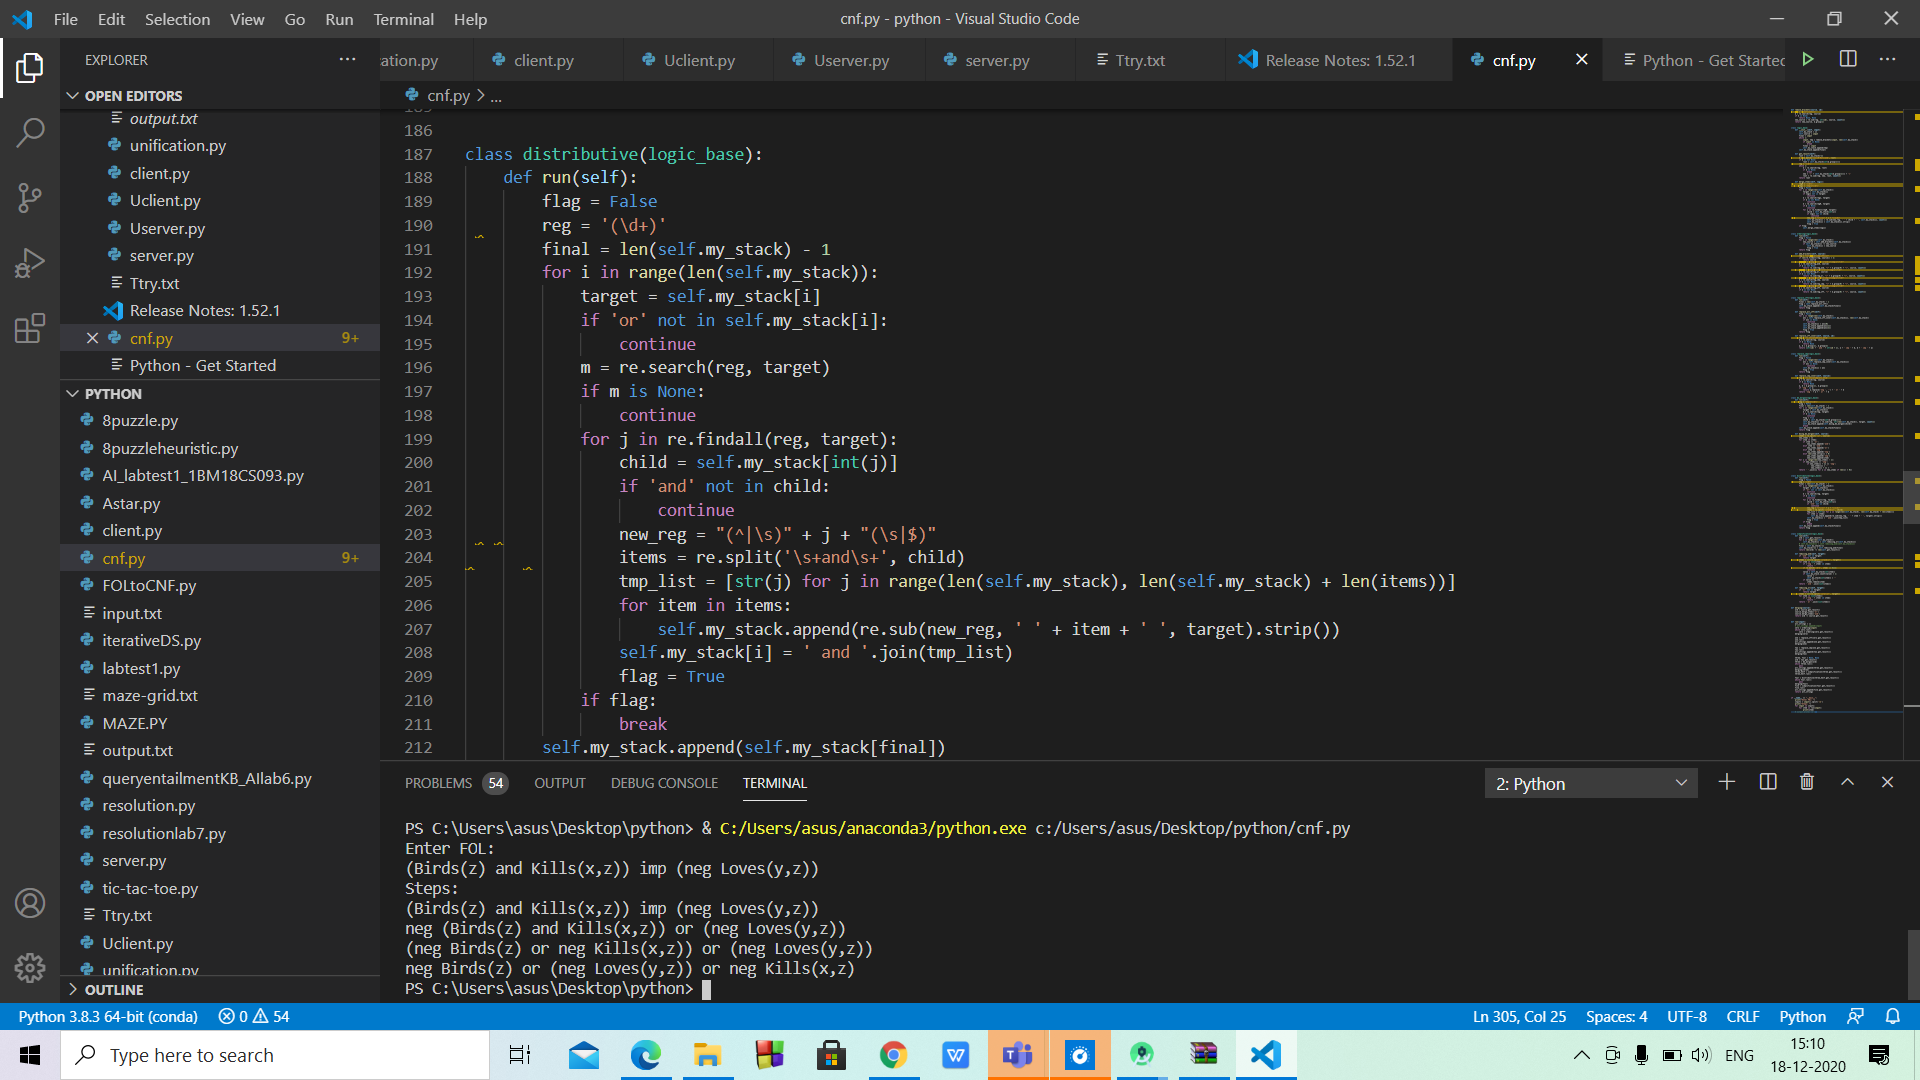 File Edit Selection View Go Run Terminal Help
cnf.py - python - Visual Studio Code
EXPLORER
OPEN EDITORS
output.txt
unification.py
client.py
Uclient.py
Userver.py
server.py
Ttry.txt
Release Notes: 1.52.1
cnf.py 9+
Python - Get Started
PYTHON
8puzzle.py
8puzzleheuristic.py
AI_labtest1_1BM18CS093.py
Astar.py
client.py
cnf.py 9+
FOLtoCNF.py
input.txt
iterativeDS.py
labtest1.py
maze-grid.txt
MAZE.PY
output.txt
queryentailmentKB_AIlab6.py
resolution.py
resolutionlab7.py
server.py
tic-tac-toe.py
Ttry.txt
Uclient.py
unification.py
OUTLINE
ation.py client.py Uclient.py Userver.py server.py Ttry.txt Release Notes: 1.52.1 cnf.py Python - Get Started
cnf.py > ...
186
187 class distributive(logic_base):
188 def run(self):
189 flag = False
190 reg = '(\d+)'
191 final = len(self.my_stack) - 1
192 for i in range(len(self.my_stack)):
193 target = self.my_stack[i]
194 if 'or' not in self.my_stack[i]:
195 continue
196 m = re.search(reg, target)
197 if m is None:
198 continue
199 for j in re.findall(reg, target):
200 child = self.my_stack[int(j)]
201 if 'and' not in child:
202 continue
203 new_reg = "(^|\s)" + j + "(\s|$)"
204 items = re.split('\s+and\s+', child)
205 tmp_list = [str(j) for j in range(len(self.my_stack), len(self.my_stack) + len(items))]
206 for item in items:
207 self.my_stack.append(re.sub(new_reg, ' ' + item + ' ', target).strip())
208 self.my_stack[i] = ' and '.join(tmp_list)
209 flag = True
210 if flag:
211 break
212 self.my_stack.append(self.my_stack[final])
PROBLEMS 54 OUTPUT DEBUG CONSOLE TERMINAL 2: Python
PS C:\Users\asus\Desktop\python> & C:/Users/asus/anaconda3/python.exe c:/Users/asus/Desktop/python/cnf.py
Enter FOL:
(Birds(z) and Kills(x,z)) imp (neg Loves(y,z))
Steps:
(Birds(z) and Kills(x,z)) imp (neg Loves(y,z))
neg (Birds(z) and Kills(x,z)) or (neg Loves(y,z))
(neg Birds(z) or neg Kills(x,z)) or (neg Loves(y,z))
neg Birds(z) or (neg Loves(y,z)) or neg Kills(x,z)
PS C:\Users\asus\Desktop\python>
Python 3.8.3 64-bit (conda) 0 54 Ln 305, Col 25 Spaces: 4 UTF-8 CRLF Python
Type here to search
ENG
15:10
18-12-2020